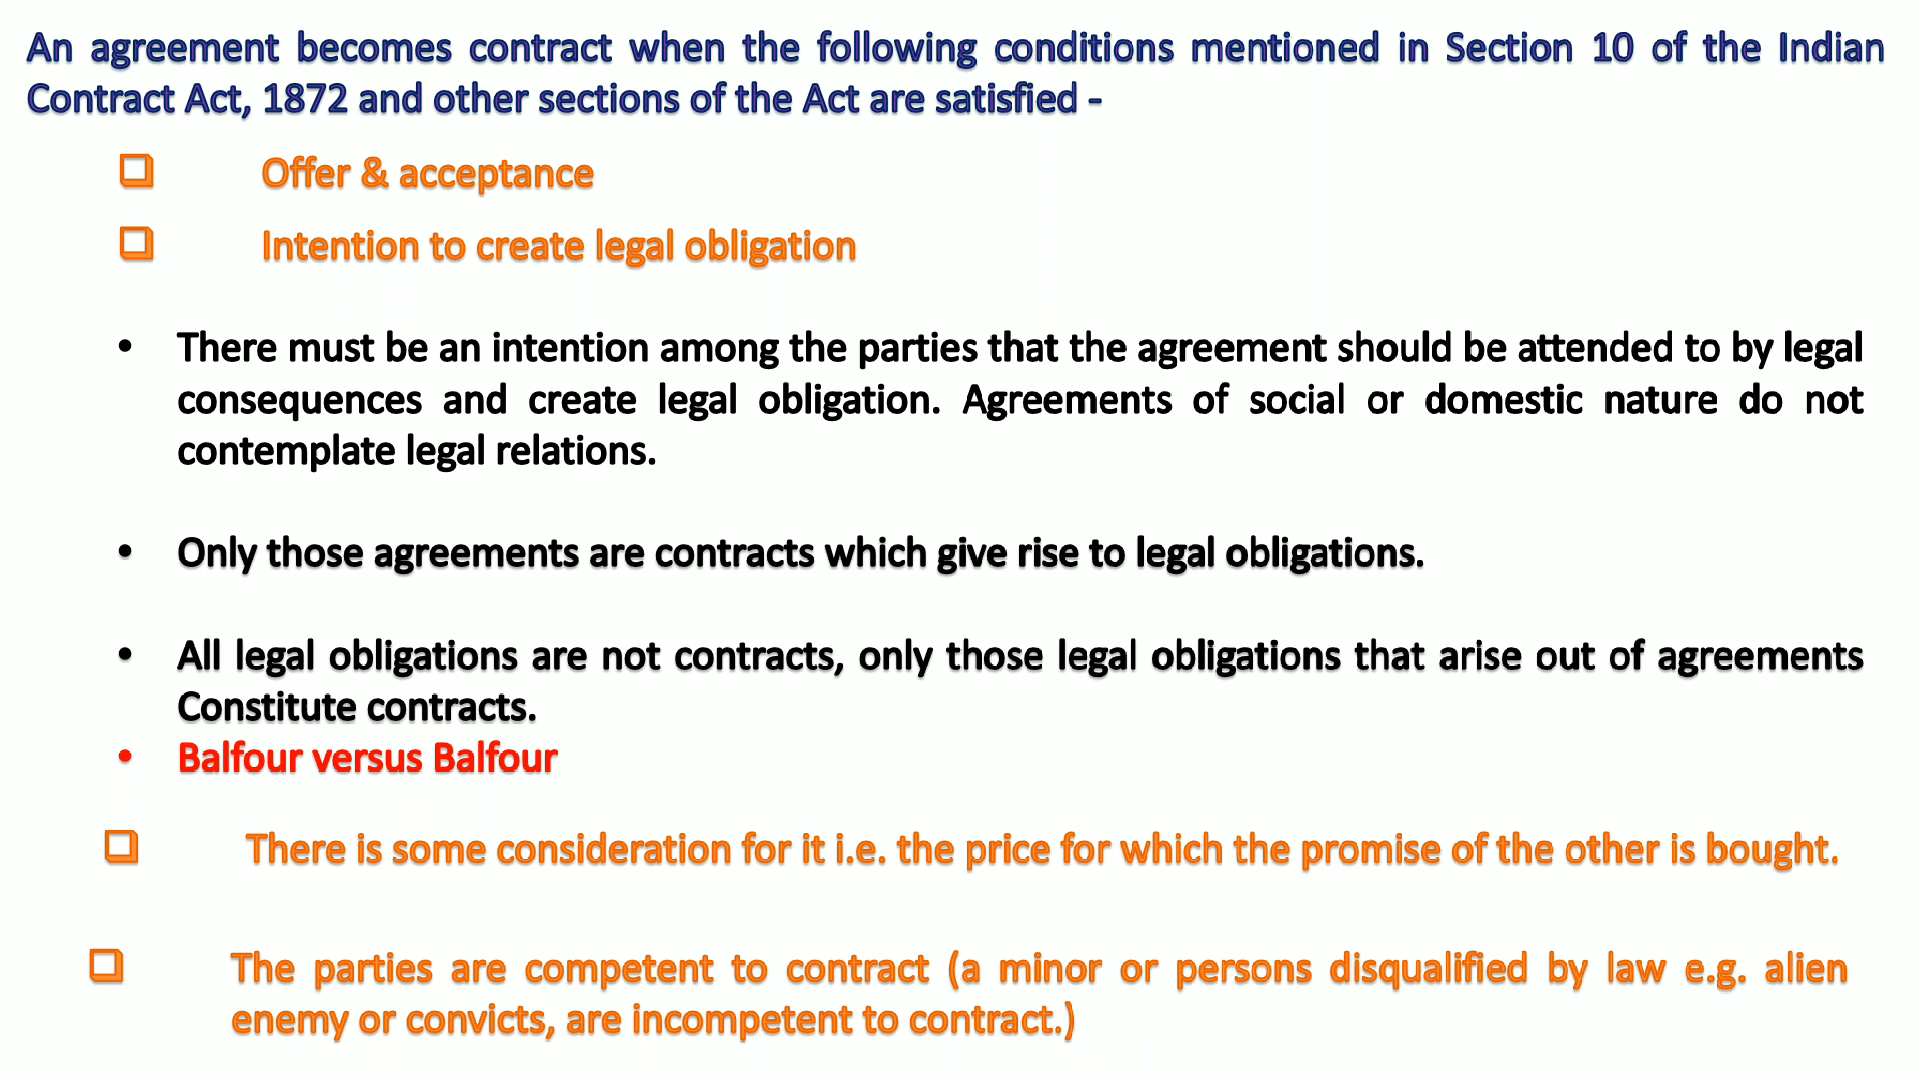 An agreement becomes contract when the following conditions mentioned in Section 10 of the Indian
Contract Act, 1872 and other sections of the Act are satisfied -
❑ Offer & acceptance
❑ Intention to create legal obligation
• There must be an intention among the parties that the agreement should be attended to by legal
consequences and create legal obligation. Agreements of social or domestic nature do not
contemplate legal relations.
• Only those agreements are contracts which give rise to legal obligations.
• All legal obligations are not contracts, only those legal obligations that arise out of agreements
Constitute contracts.
• Balfour versus Balfour
❑ There is some consideration for it i.e. the price for which the promise of the other is bought.
❑ The parties are competent to contract (a minor or persons disqualified by law e.g. alien
enemy or convicts, are incompetent to contract.)